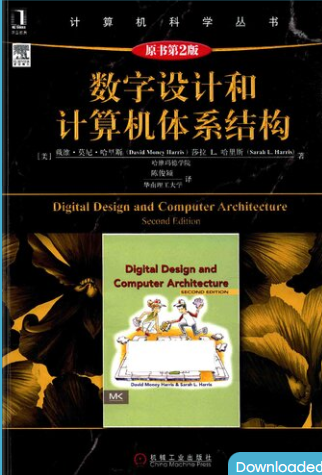 计算机科学丛书
原书第2版
数字设计和
计算机体系结构
[美] 戴维·莫尼·哈里斯 (David Money Harris) 莎拉 L. 哈里斯 (Sarah L. Harris) 著
哈维玛德学院
陈俊颖 译
华南理工大学
Digital Design and Computer Architecture
Second Edition
Digital Design and
Computer Architecture
SECOND EDITION
David Money Harris & Sarah L. Harris
MK
机械工业出版社
China Machine Press
Downloaded